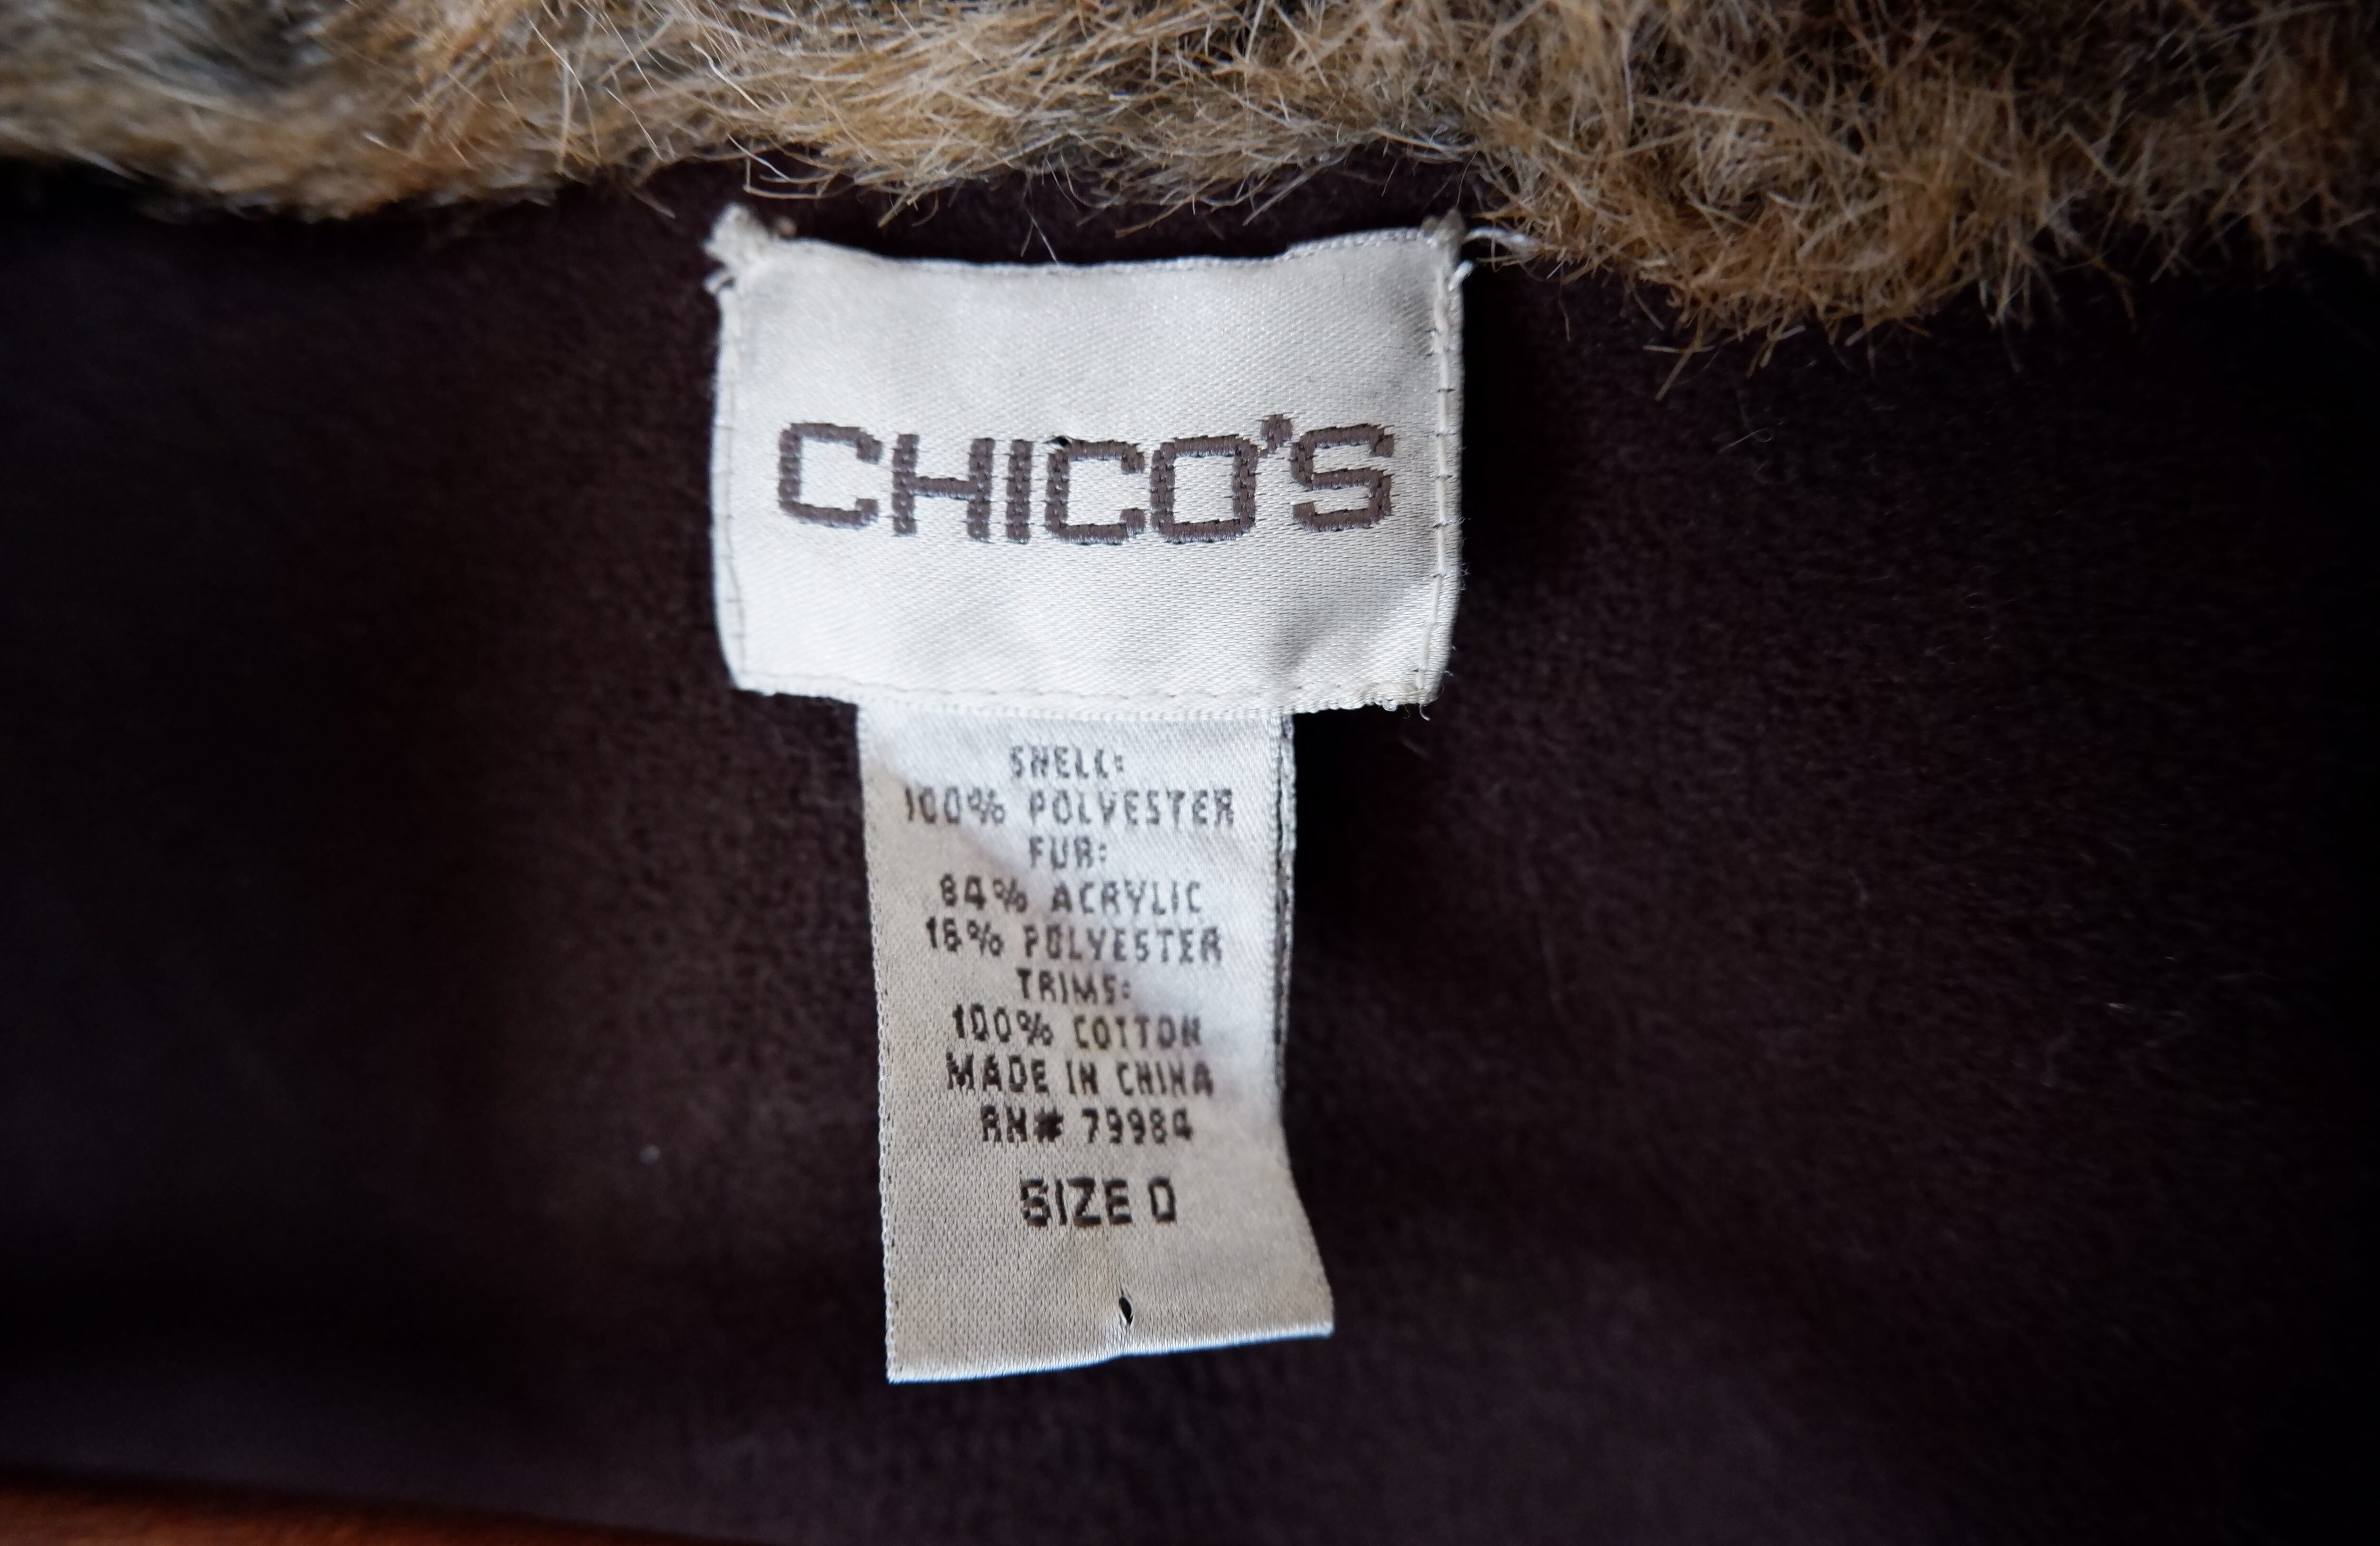 CHICO'S
SHELL:
100% POLYESTER
FUR:
84% ACRYLIC
16% POLYESTER
TRIMS:
100% COTTON
MADE IN CHINA
RN# 79984
SIZE 0